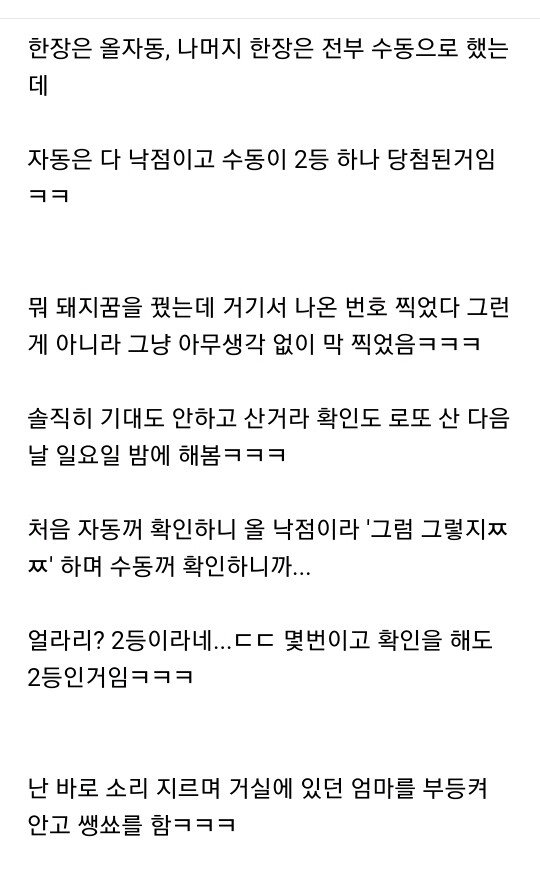 한장은 올자동, 나머지 한장은 전부 수동으로 했는
데
자동은 다 낙점이고 수동이 2등 하나 당첨된거임
ㅋㅋ
뭐 돼지꿈을 꿨는데 거기서 나온 번호 찍었다 그런
게 아니라 그냥 아무생각 없이 막 찍었음ㅋㅋㅋ
솔직히 기대도 안하고 산거라 확인도 로또 산 다음
날 일요일 밤에 해봄ㅋㅋㅋ
처음 자동꺼 확인하니 올 낙점이라 '그럼 그렇지ㅉ
ㅉ' 하며 수동꺼 확인하니까...
얼라리? 2등이라네...ㄷㄷ 몇번이고 확인을 해도
2등인거임ㅋㅋㅋ
난 바로 소리 지르며 거실에 있던 엄마를 부등켜
안고 쌩쑈를 함ㅋㅋㅋ